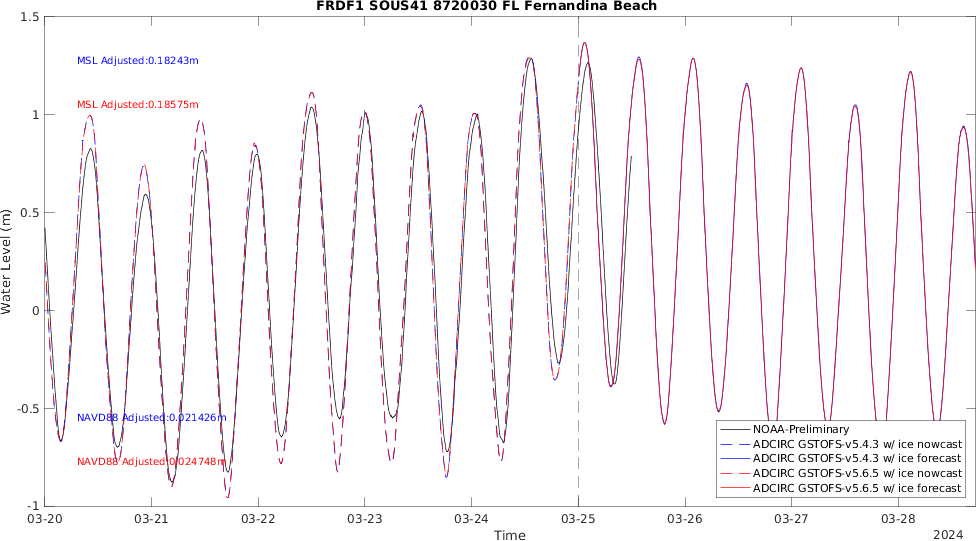 FRDF1 SOUS41 8720030 FL Fernandina Beach
1.5
MSL Adjusted:0.18243m
MSL Adjusted:0.18575m
1
0.5
Water Level (m)
0
-0.5
NAVD88 Adjusted:0.021426m
NAVD88 Adjusted:0.024748m
NOAA-Preliminary
ADCIRC GSTOFS-v5.4.3 w/ ice nowcast
ADCIRC GSTOFS-v5.4.3 w/ ice forecast
ADCIRC GSTOFS-v5.6.5 w/ ice nowcast
ADCIRC GSTOFS-v5.6.5 w/ ice forecast
-1
03-20 03-21 03-22 03-23 03-24 03-25 03-26 03-27 03-28
Time
2024